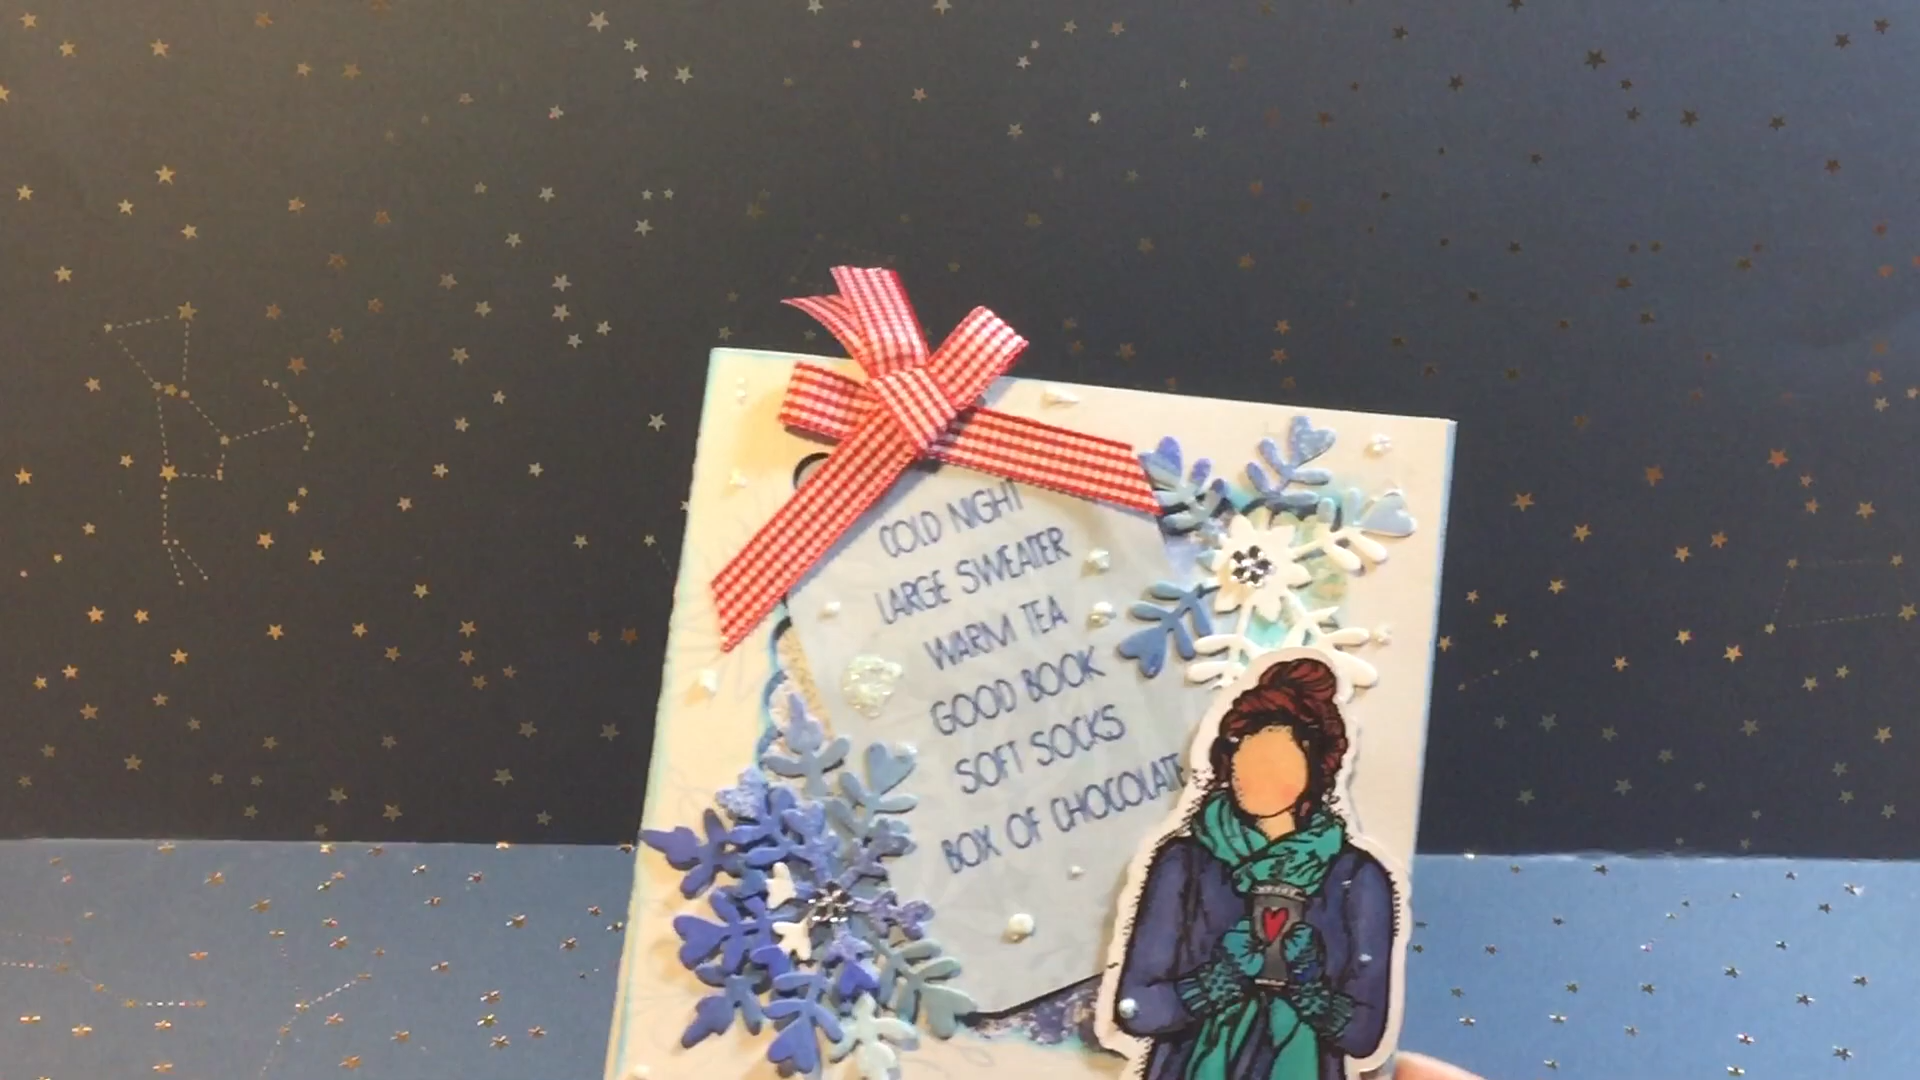 COLD NIGHT
LARGE SWEATER
WARM TEA
GOOD BOOK
SOFT SOCKS
BOX OF CHOCOLATE